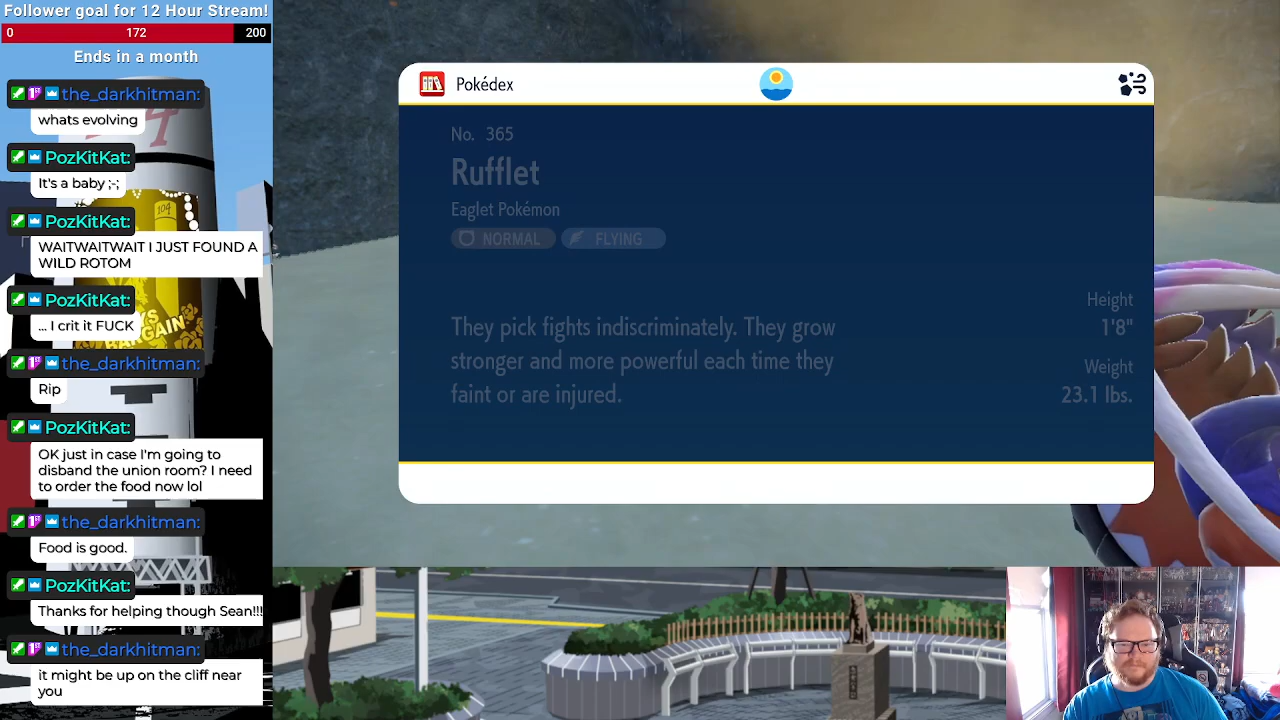 Follower goal for 12 Hour Stream!
0 172 200
Ends in a month
the_darkhitman:
whats evolving
PozKitKat:
It's a baby ;-;
PozKitKat:
WAITWAITWAIT I JUST FOUND A
WILD ROTOM
PozKitKat:
... I crit it FUCK
the_darkhitman:
Rip
PozKitKat:
OK just in case I'm going to
disband the union room? I need
to order the food now lol
the_darkhitman:
Food is good.
PozKitKat:
Thanks for helping though Sean!!!
the_darkhitman:
it might be up on the cliff near
you
104
BARGAIN
Pokédex
No. 365
Rufflet
Eaglet Pokémon
NORMAL FLYING
They pick fights indiscriminately. They grow
stronger and more powerful each time they
faint or are injured.
Height
1'8"
Weight
23.1 lbs.